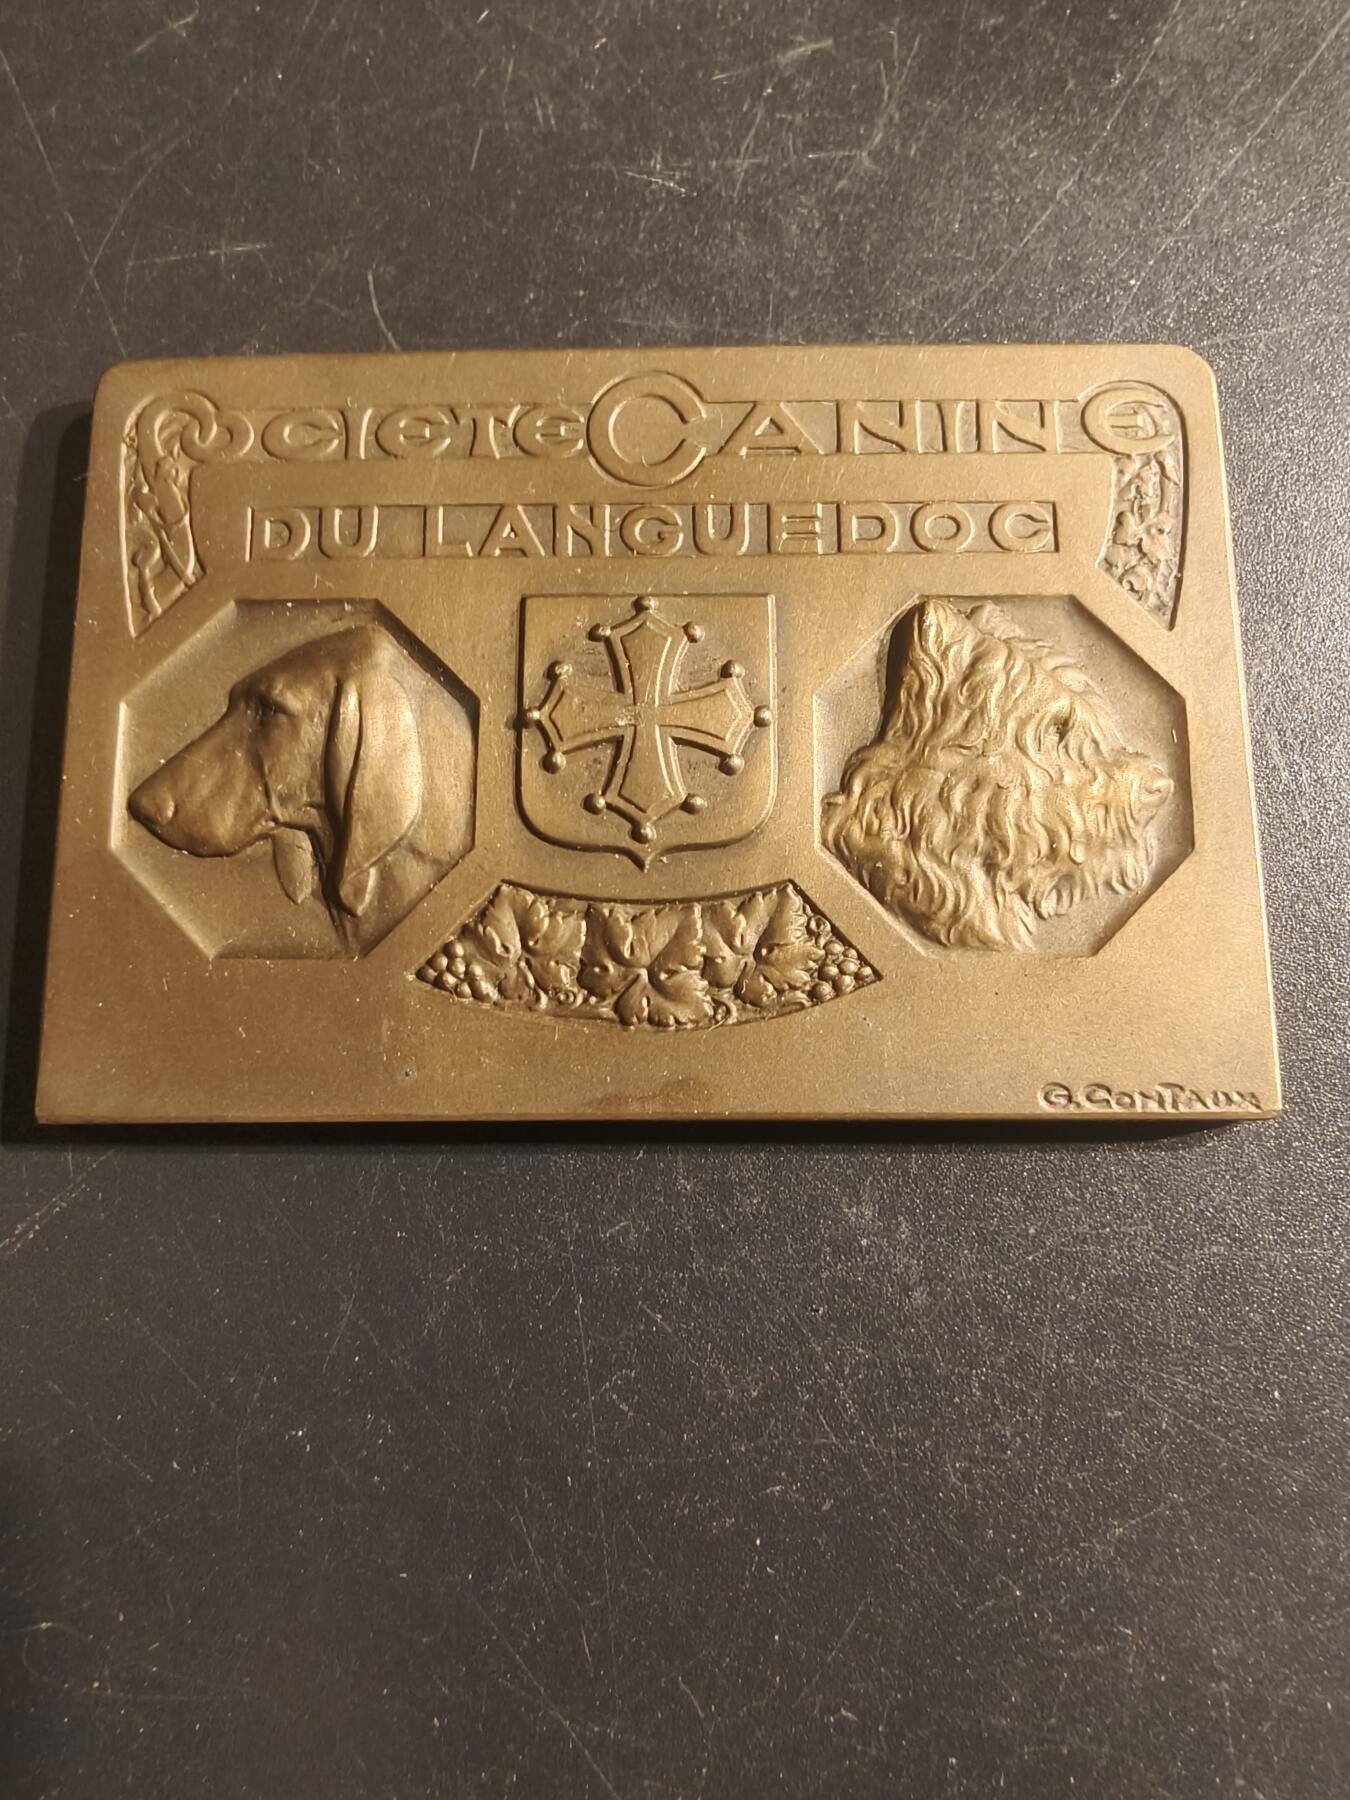 SOCIETE CANINE
DU LANGUEDOC
G. CONTAUX